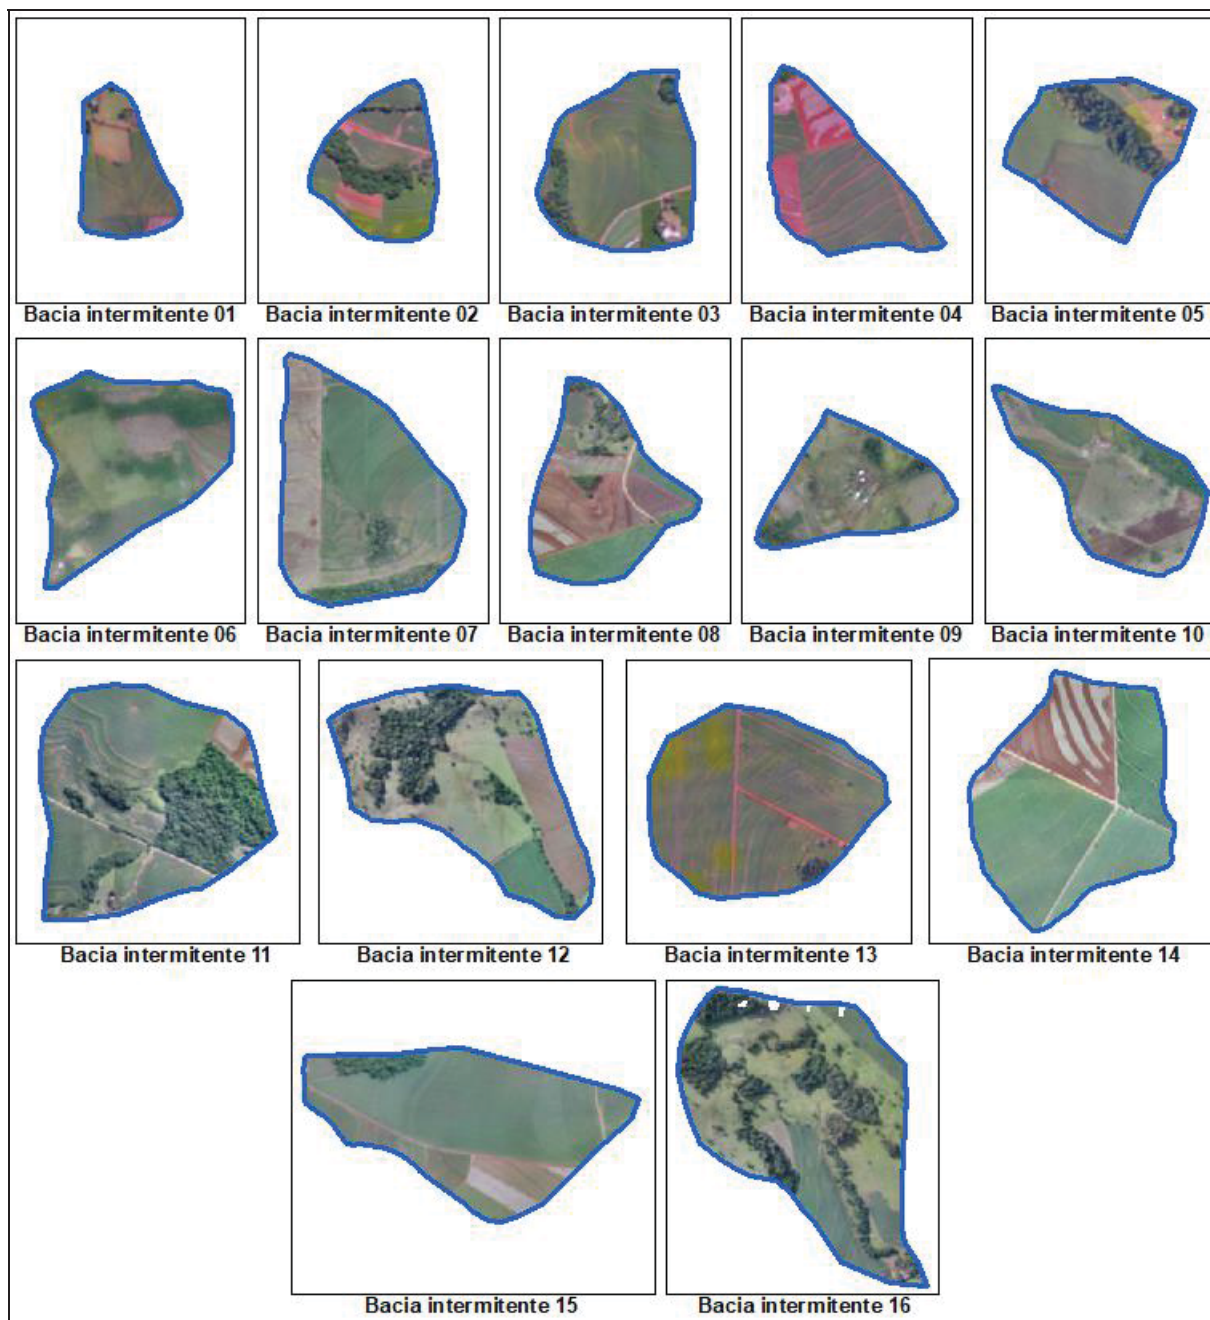 Bacia intermitente 01
Bacia intermitente 02
Bacia intermitente 03
Bacia intermitente 04
Bacia intermitente 05
Bacia intermitente 06
Bacia intermitente 07
Bacia intermitente 08
Bacia intermitente 09
Bacia intermitente 10
Bacia intermitente 11
Bacia intermitente 12
Bacia intermitente 13
Bacia intermitente 14
Bacia intermitente 15
Bacia intermitente 16